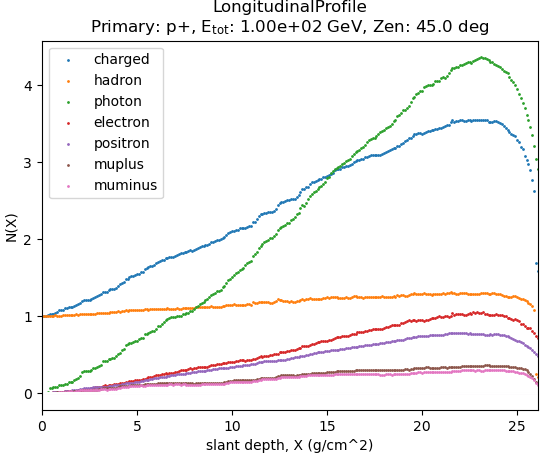 LongitudinalProfile
Primary: p+, E_tot: 1.00e+02 GeV, Zen: 45.0 deg
charged
hadron
photon
electron
positron
muplus
muminus
N(X)
4
3
2
1
0
0 5 10 15 20 25
slant depth, X (g/cm^2)